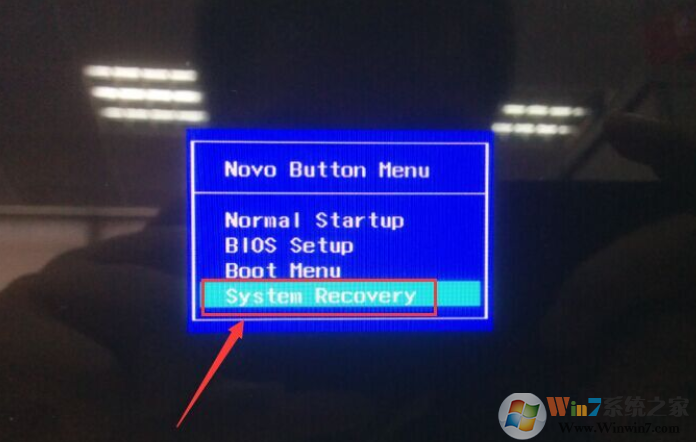 Novo Button Menu
Normal Startup
BIOS Setup
Boot Menu
System Recovery
Win7系统之家
Www.Winwin7.com